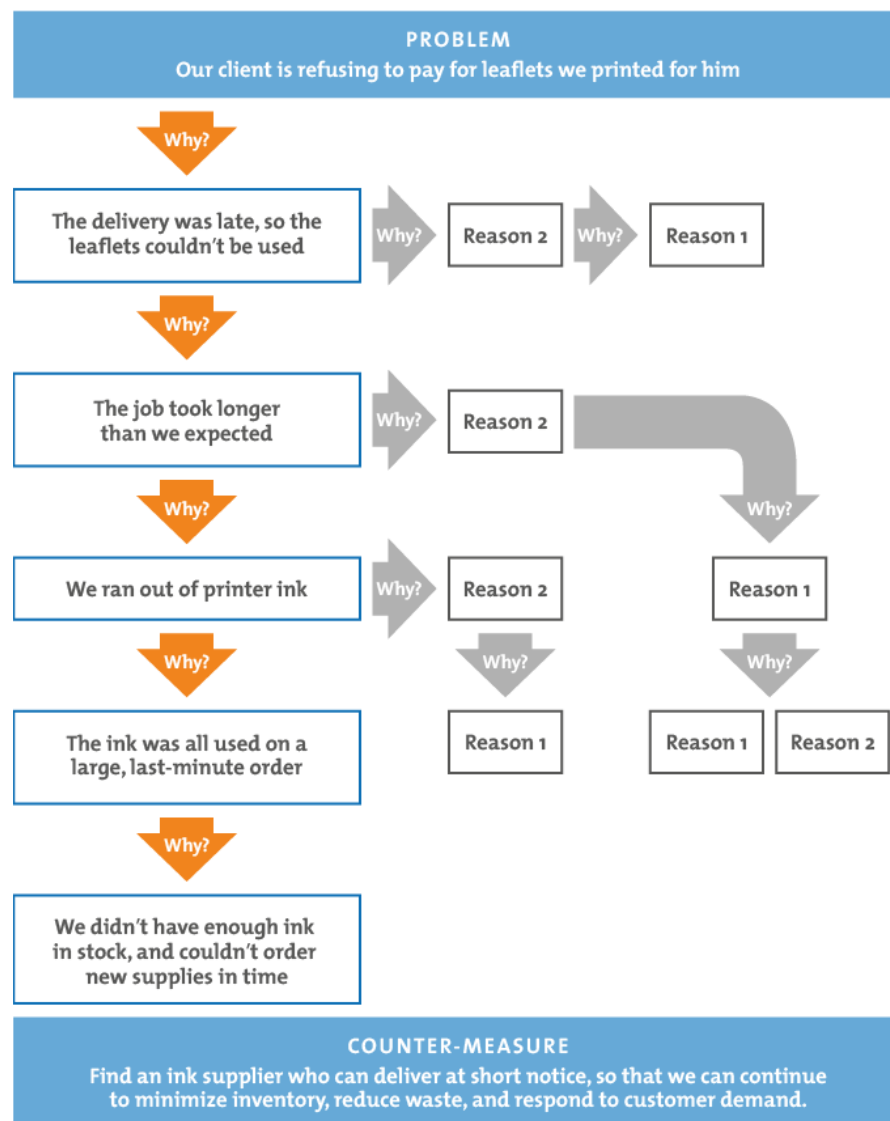 PROBLEM
Our client is refusing to pay for leaflets we printed for him
Why?
The delivery was late, so the
leaflets couldn't be used
Why?
Reason 2
Why?
Reason 1
Why?
The job took longer
than we expected
Why?
Reason 2
Why?
Why?
We ran out of printer ink
Why?
Reason 2
Reason 1
Why?
Why?
Why?
The ink was all used on a
large, last-minute order
Reason 1
Reason 1
Reason 2
Why?
We didn't have enough ink
in stock, and couldn't order
new supplies in time
COUNTER-MEASURE
Find an ink supplier who can deliver at short notice, so that we can continue
to minimize inventory, reduce waste, and respond to customer demand.